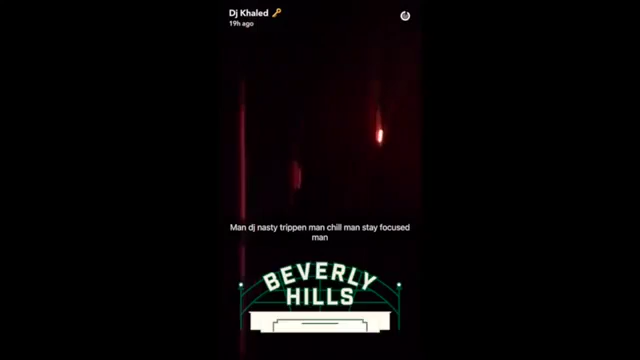 Dj Khaled 🔑
19h ago
Man dj nasty trippen man chill man stay focused
man
BEVERLY
HILLS